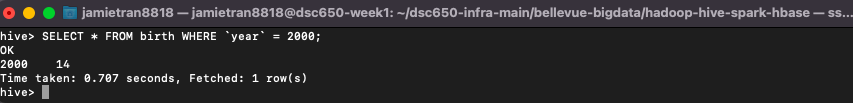 jamietran8818 — jamietran8818@dsc650-week1: ~/dsc650-infra-main/bellevue-bigdata/hadoop-hive-spark-hbase — ss...
hive> SELECT * FROM birth WHERE `year` = 2000;
OK
2000    14
Time taken: 0.707 seconds, Fetched: 1 row(s)
hive>